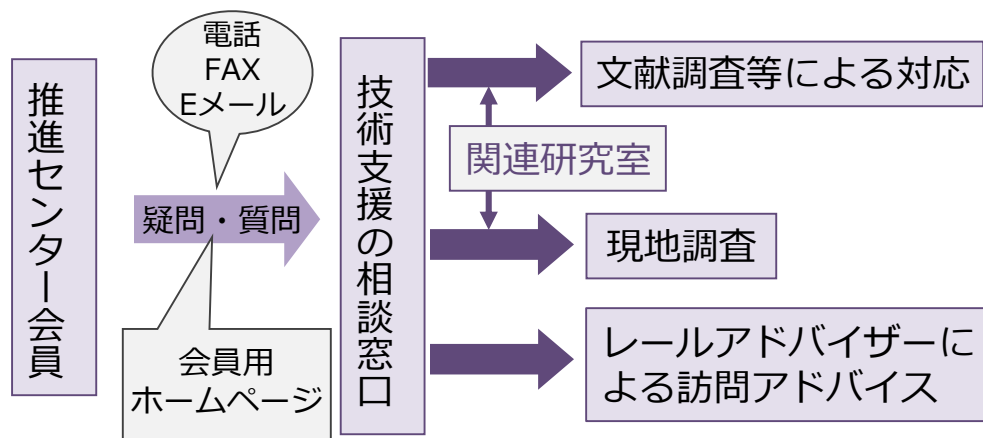 推進センター会員
電話
FAX
Eメール
疑問・質問
会員用
ホームページ
技術支援の相談窓口
文献調査等による対応
関連研究室
現地調査
レールアドバイザーに
よる訪問アドバイス